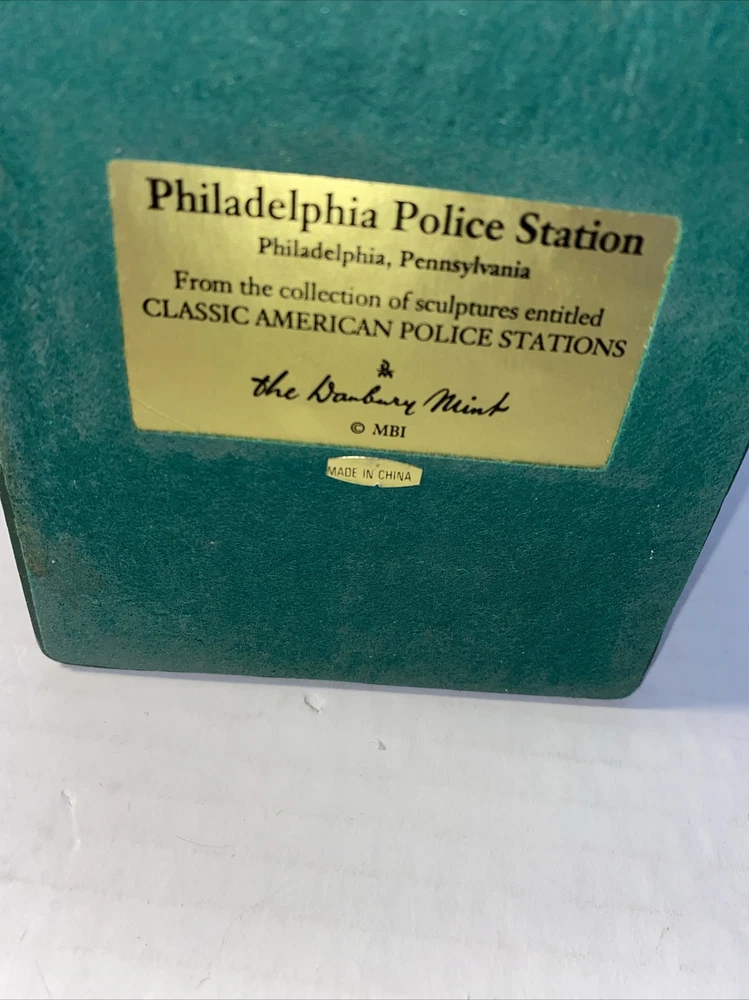 Philadelphia Police Station
Philadelphia, Pennsylvania
From the collection of sculptures entitled
CLASSIC AMERICAN POLICE STATIONS
the Danbury Mint
© MBI
MADE IN CHINA